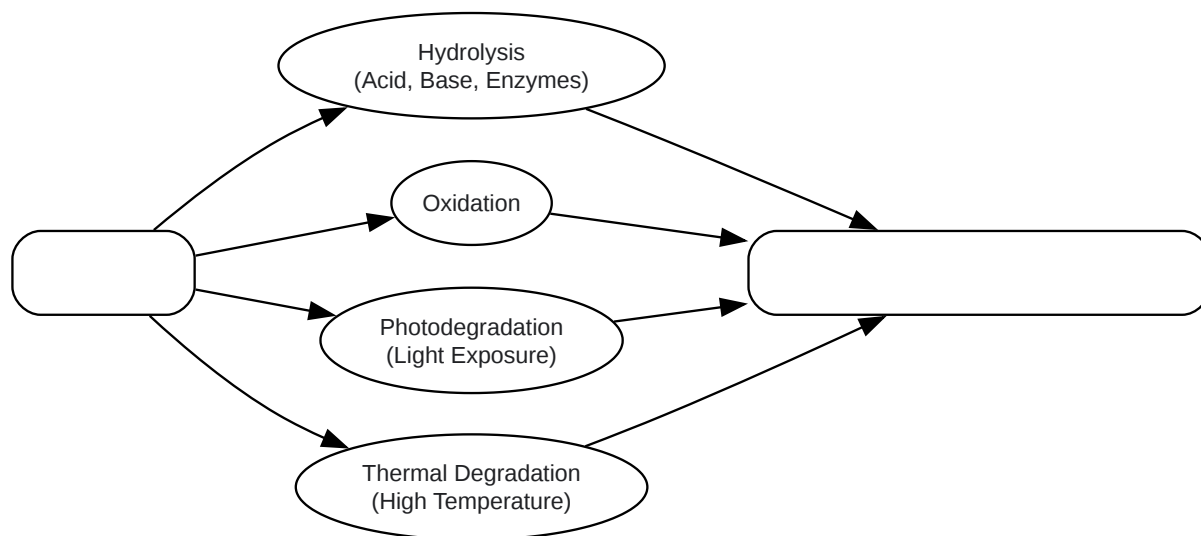 Hydrolysis
(Acid, Base, Enzymes)
Oxidation
Photodegradation
(Light Exposure)
Thermal Degradation
(High Temperature)